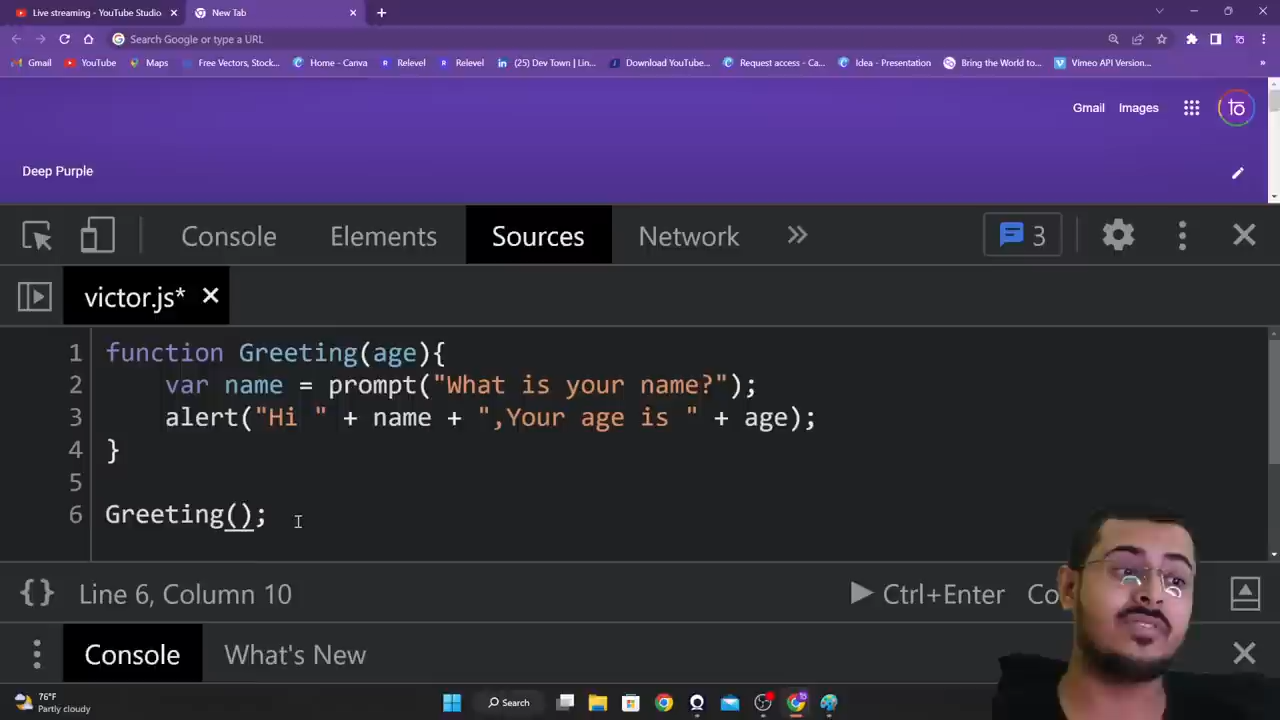 Live streaming - YouTube Studio
New Tab
Search Google or type a URL
Gmail YouTube Maps Free Vectors, Stock... Home - Canva Relevel Relevel (25) Dev Town | Lin... Download YouTube... Request access - Ca... Idea - Presentation Bring the World to... Vimeo API Version... »
Gmail Images
Deep Purple
Console Elements Sources Network » 3
victor.js*
1 function Greeting(age){
2 var name = prompt("What is your name?");
3 alert("Hi " + name + ",Your age is " + age);
4 }
5
6 Greeting();
{} Line 6, Column 10 Ctrl+Enter Co
Console What's New
76°F
Partly cloudy
Search